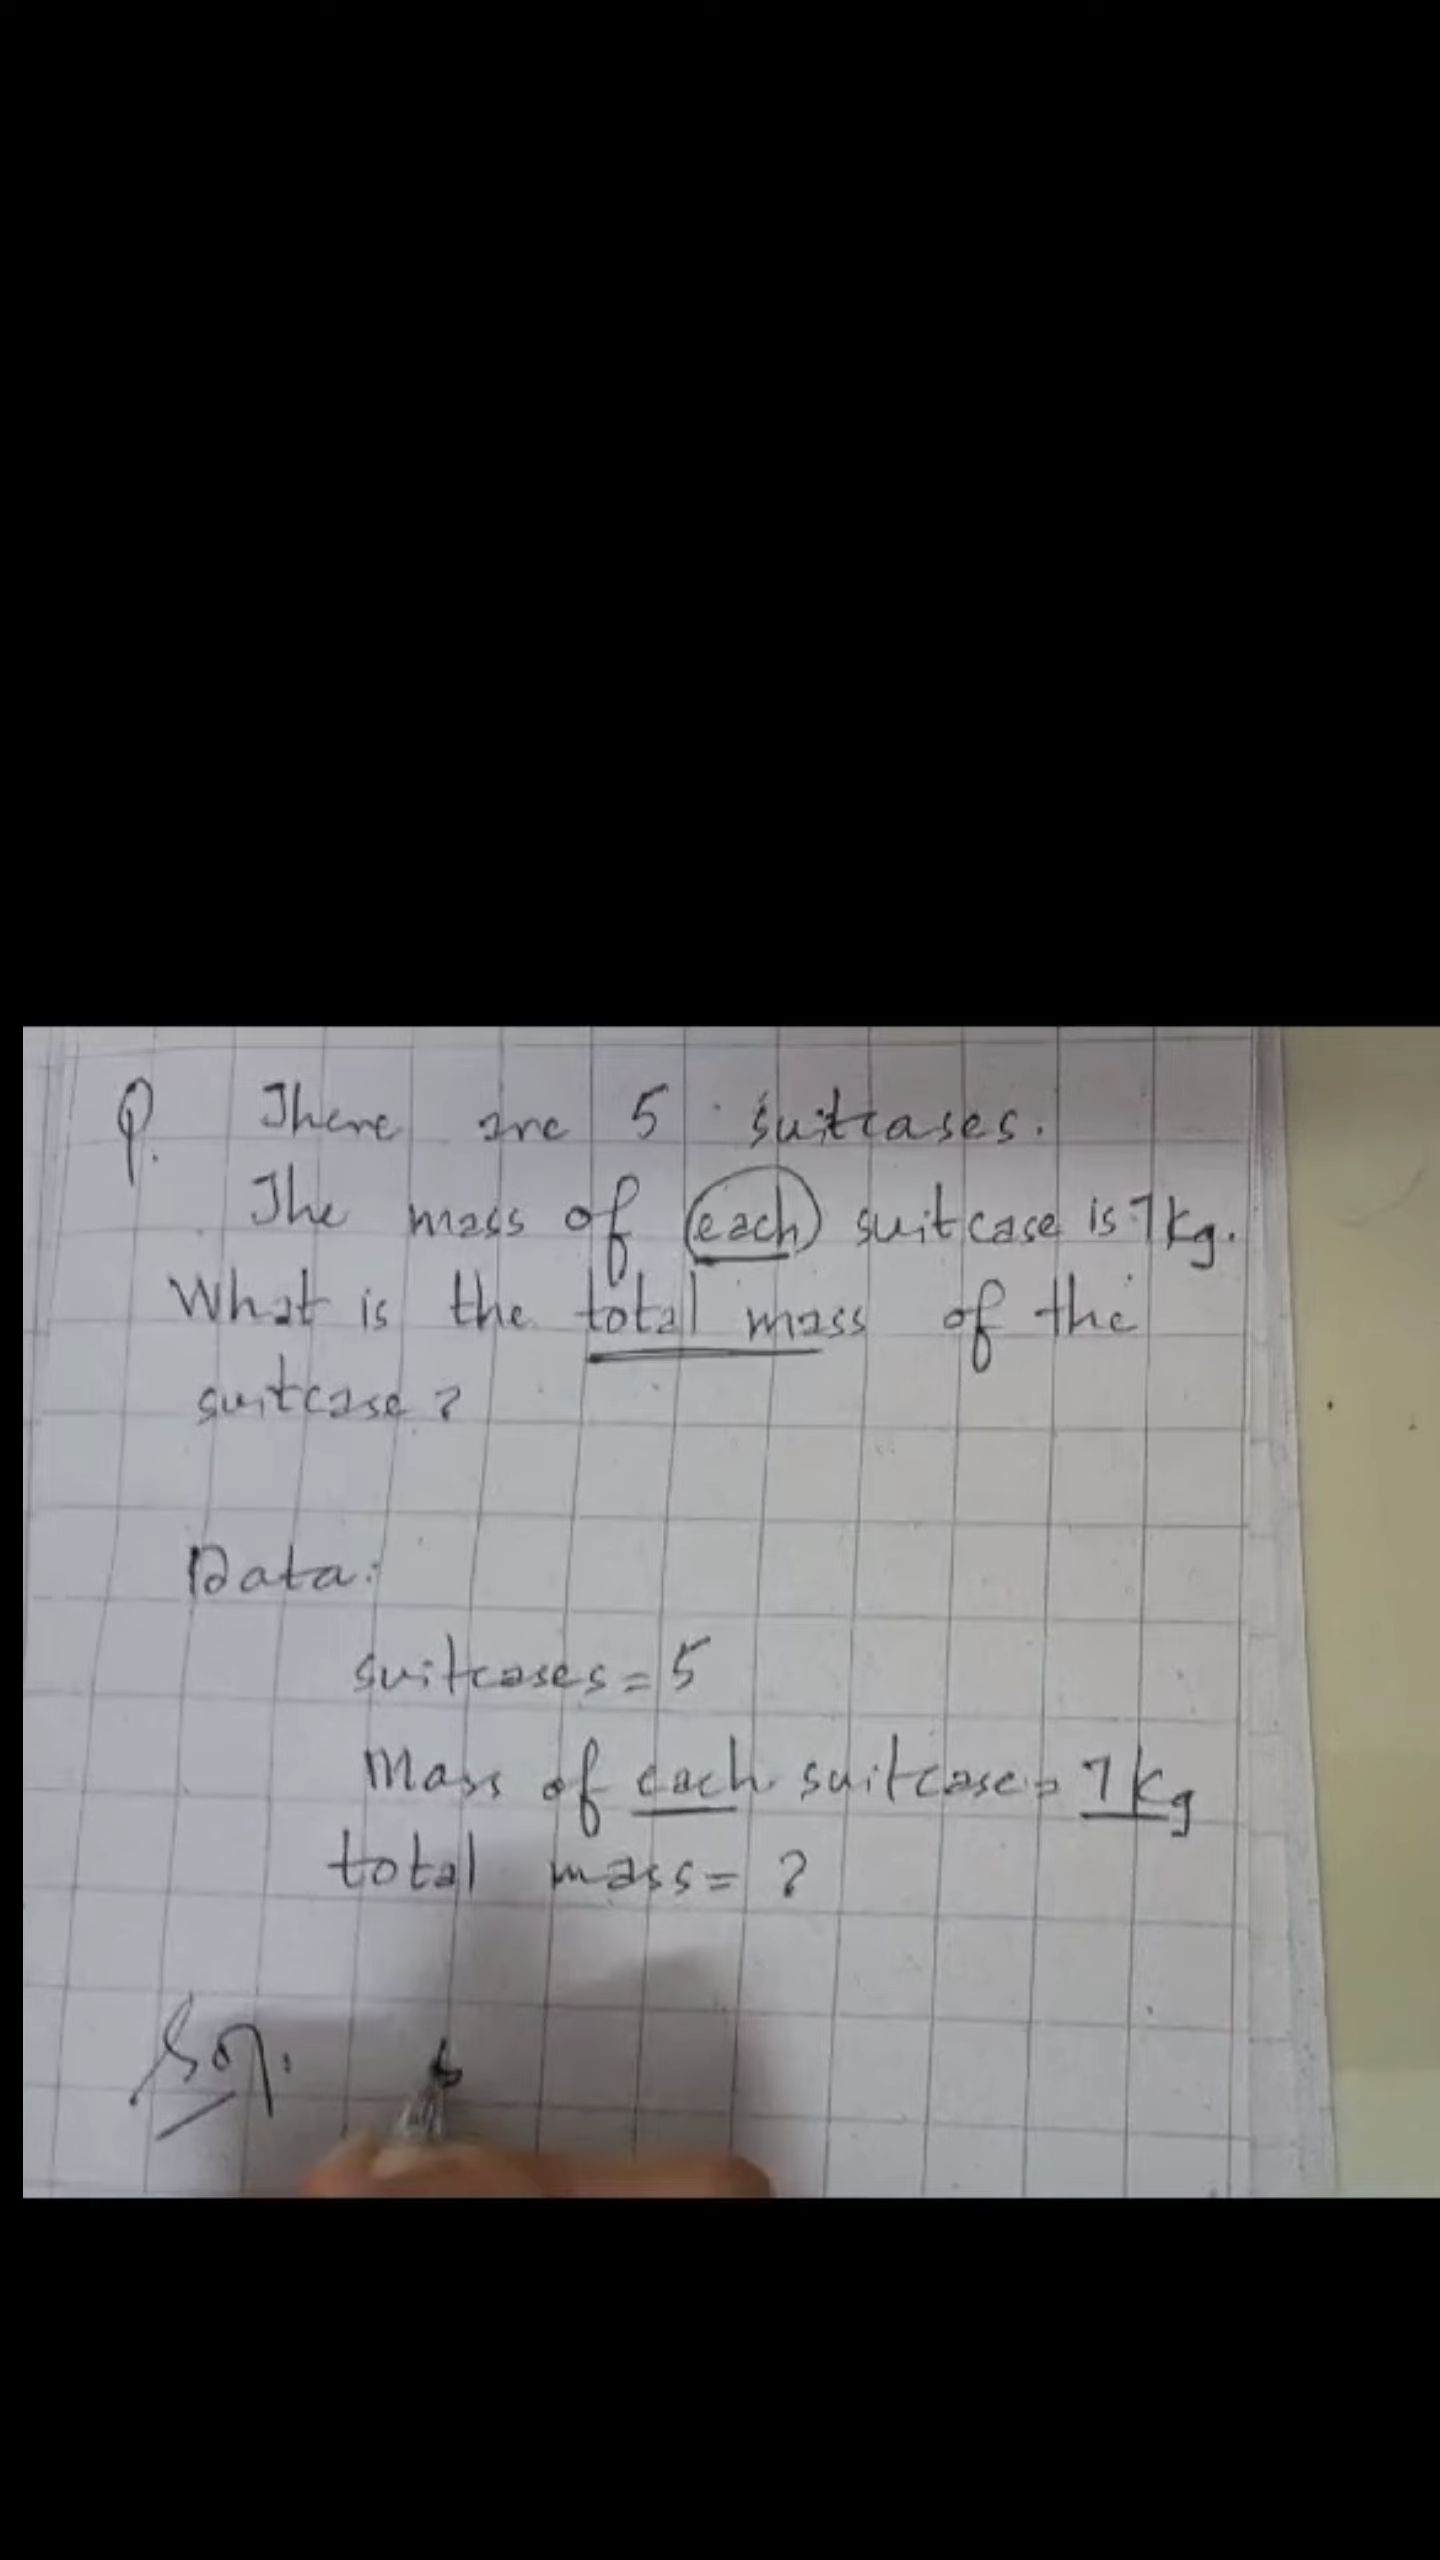 Q. There are 5 suitcases.
The mass of each suitcase is 7kg.
What is the total mass of the
suitcase?
Data:
suitcases = 5
Mass of each suitcase = 7kg
total mass = ?